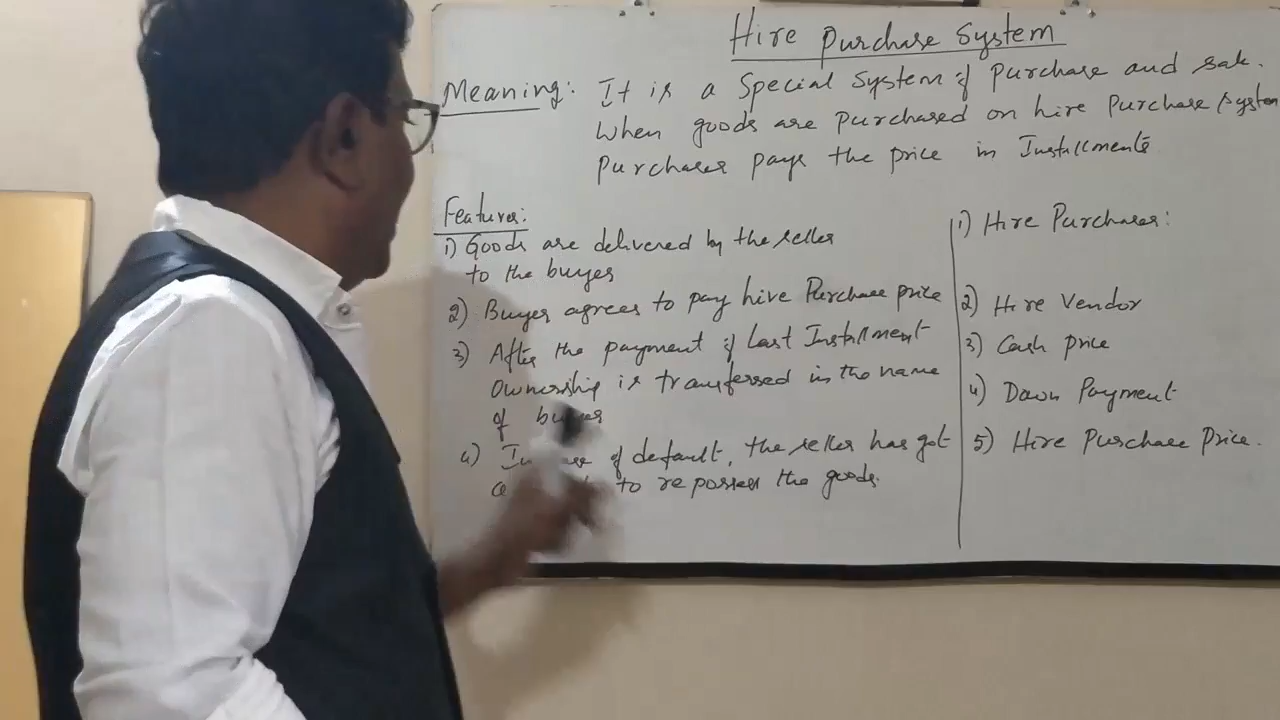 Hire Purchase System
Meaning: It is a Special System of Purchase and sale.
When goods are purchased on hire Purchase System
Purchaser pays the price in Installments
Features:
1) Goods are delivered by the seller
to the buyer
2) Buyer agrees to pay hire Purchase price
3) After the payment of Last Installment
Ownership is transferred in the name
of buyer
4) In case of default, the seller has got
to repossess the goods.
1) Hire Purchaser:
2) Hire Vendor
3) Cash price
4) Down Payment
5) Hire Purchase Price.